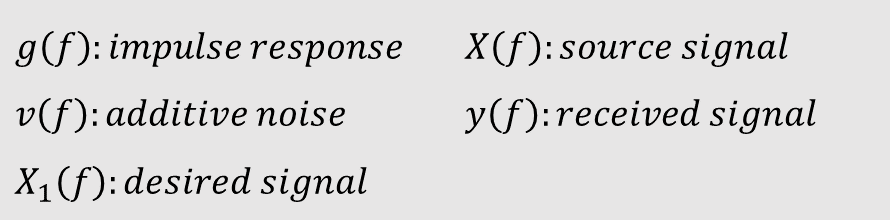 g(f): impulse response X(f): source signal
v(f): additive noise y(f): received signal
X₁(f): desired signal